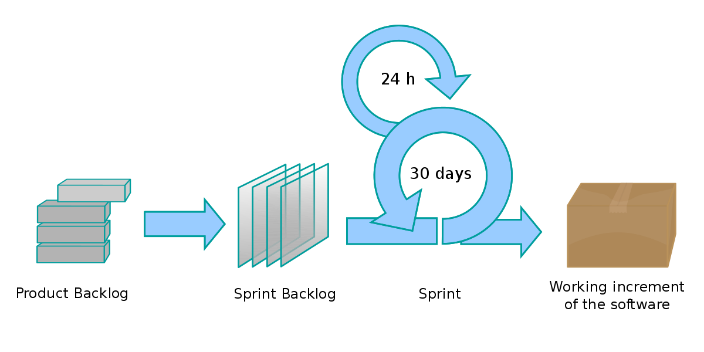 24 h
30 days
Product Backlog
Sprint Backlog
Sprint
Working increment
of the software